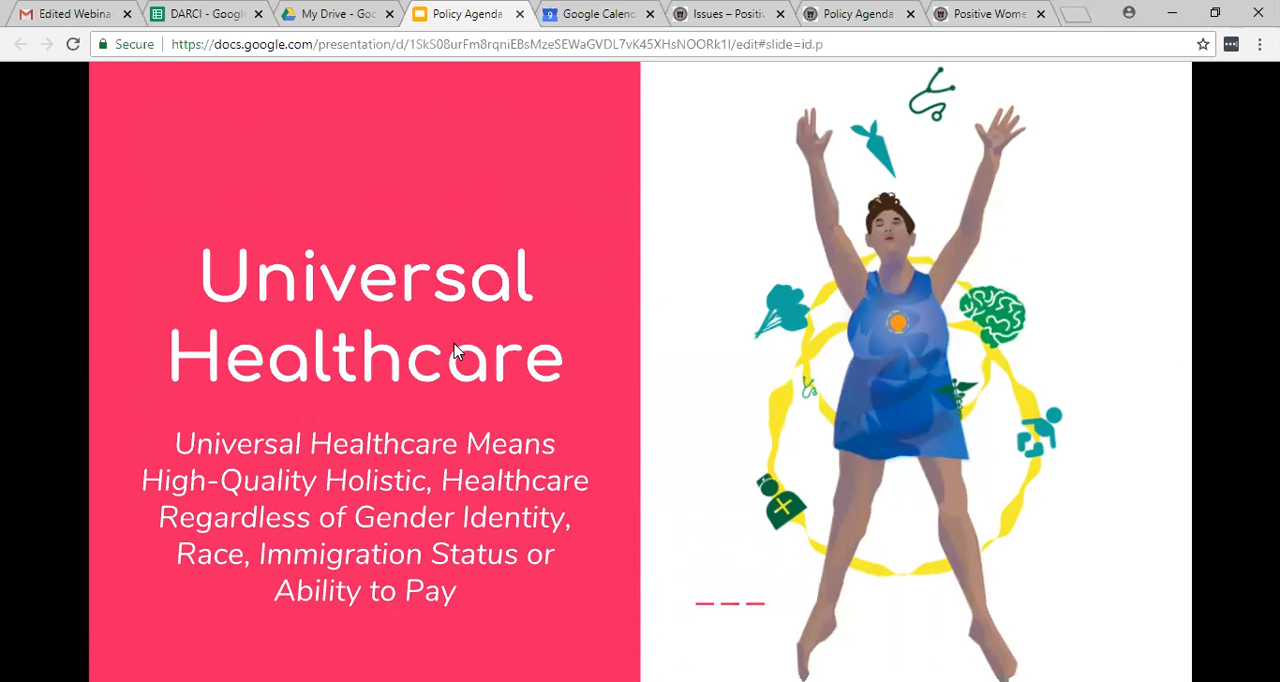 Edited Webina
DARCI - Google
My Drive - Goo
Policy Agenda
Google Calend
Issues – Positiv
Policy Agenda
Positive Wome
Secure
https://docs.google.com/presentation/d/1SkS08urFm8rqniEBsMzeSEWaGVDL7vK45XHsNOORk1I/edit#slide=id.p
Universal
Healthcare
Universal Healthcare Means
High-Quality Holistic, Healthcare
Regardless of Gender Identity,
Race, Immigration Status or
Ability to Pay